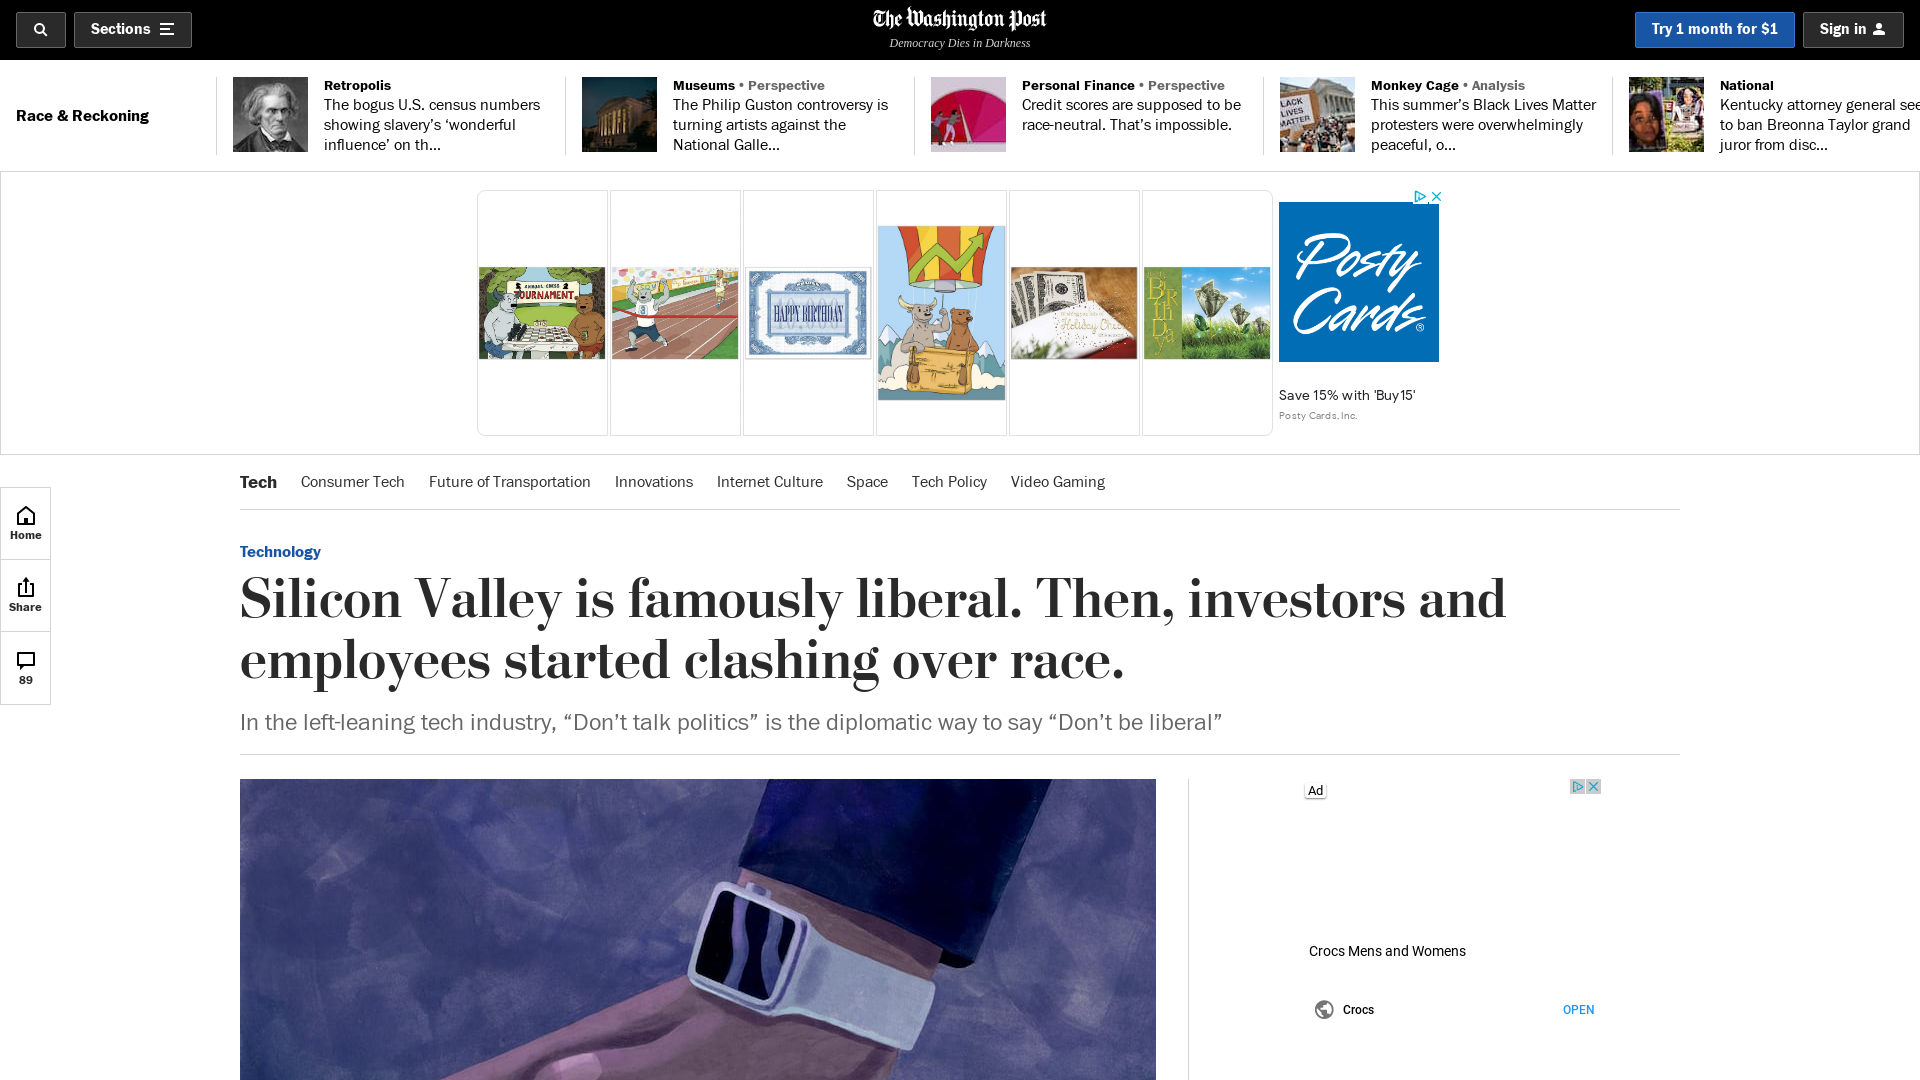 Sections
The Washington Post
Democracy Dies in Darkness
Try 1 month for $1
Sign in
Race & Reckoning
Retropolis
The bogus U.S. census numbers
showing slavery’s ‘wonderful
influence’ on th...
Museums • Perspective
The Philip Guston controversy is
turning artists against the
National Galle...
Personal Finance • Perspective
Credit scores are supposed to be
race-neutral. That’s impossible.
Monkey Cage • Analysis
This summer’s Black Lives Matter
protesters were overwhelmingly
peaceful, o...
National
Kentucky attorney general see
to ban Breonna Taylor grand
juror from disc...
LACK
LIVES
MATTER
TOURNAMENT
HAPPY BIRTHDAY
BIRTHDAY
Posty
Cards®
Save 15% with 'Buy15'
Posty Cards, Inc.
Tech
Consumer Tech
Future of Transportation
Innovations
Internet Culture
Space
Tech Policy
Video Gaming
Home
Share
89
Technology
Silicon Valley is famously liberal. Then, investors and
employees started clashing over race.
In the left-leaning tech industry, “Don’t talk politics” is the diplomatic way to say “Don’t be liberal”
Ad
Crocs Mens and Womens
Crocs
OPEN